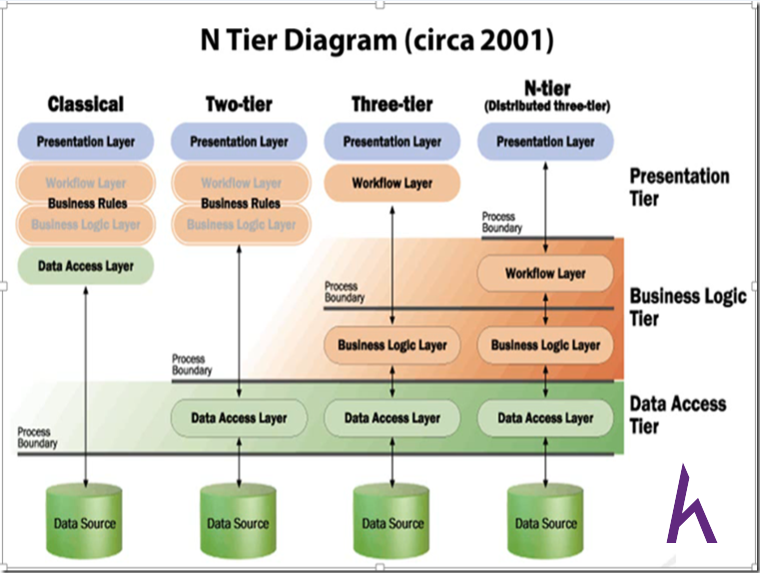 N Tier Diagram (circa 2001)
Classical
Two-tier
Three-tier
N-tier
(Distributed three-tier)
Presentation Layer
Presentation Layer
Presentation Layer
Presentation Layer
Workflow Layer
Business Rules
Business Logic Layer
Workflow Layer
Business Rules
Business Logic Layer
Workflow Layer
Presentation
Tier
Process
Boundary
Data Access Layer
Workflow Layer
Process
Boundary
Business Logic
Tier
Business Logic Layer
Business Logic Layer
Process
Boundary
Data Access Layer
Data Access Layer
Data Access Layer
Data Access
Tier
Process
Boundary
Data Source
Data Source
Data Source
Data Source